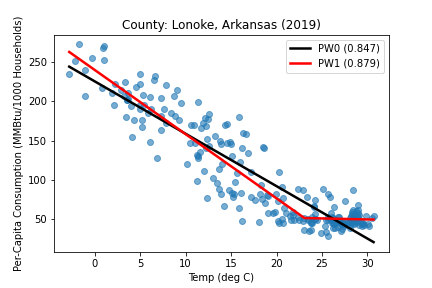 County: Lonoke, Arkansas (2019)
PW0 (0.847)
PW1 (0.879)
Per-Capita Consumption (MMBtu/1000 Households)
250
200
150
100
50
0 5 10 15 20 25 30
Temp (deg C)